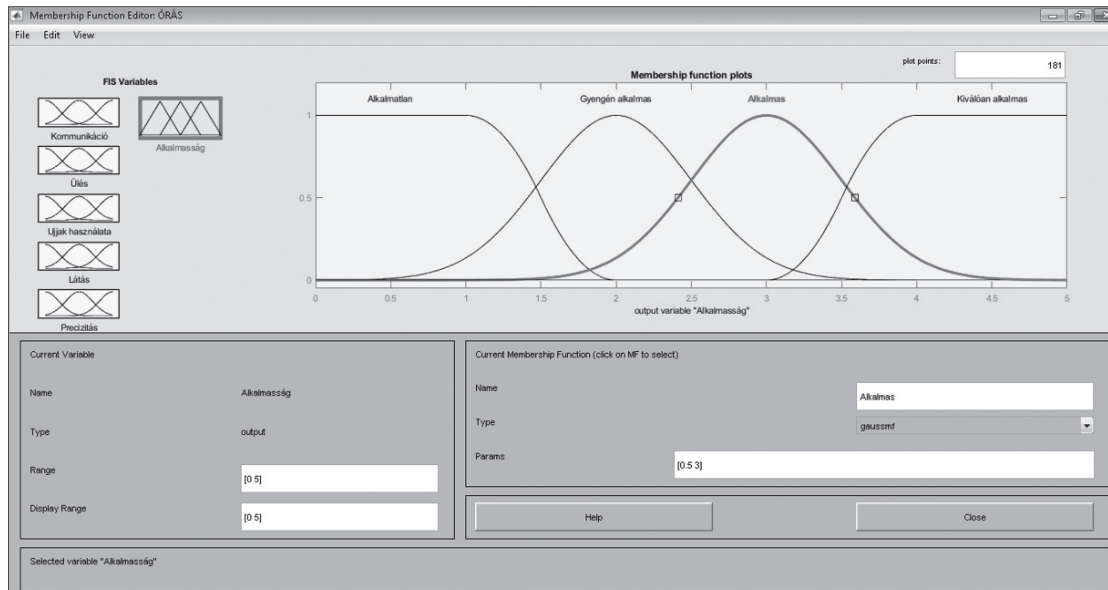 Membership Function Editor: ÓRÁS
File Edit View
FIS Variables
Kommunikáció
Ülés
Ujjak használata
Látás
Precizitás
Alkalmasság
plot points:
181
Membership function plots
Alkalmatlan
Gyengén alkalmas
Alkalmas
Kiválóan alkalmas
1
0.5
0
0 0.5 1 1.5 2 2.5 3 3.5 4 4.5 5
output variable "Alkalmasság"
Current Variable
Name
Alkalmasság
Type
output
Range
[0 5]
Display Range
[0 5]
Current Membership Function (click on MF to select)
Name
Alkalmas
Type
gaussmf
Params
[0.5 3]
Help
Close
Selected variable "Alkalmasság"